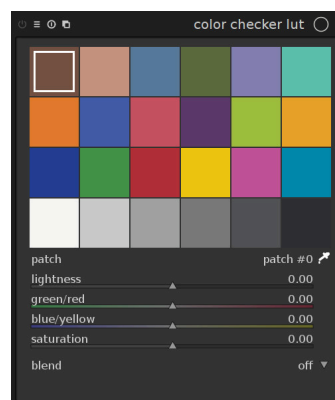 color checker lut
patch patch #0
lightness 0.00
green/red 0.00
blue/yellow 0.00
saturation 0.00
blend off